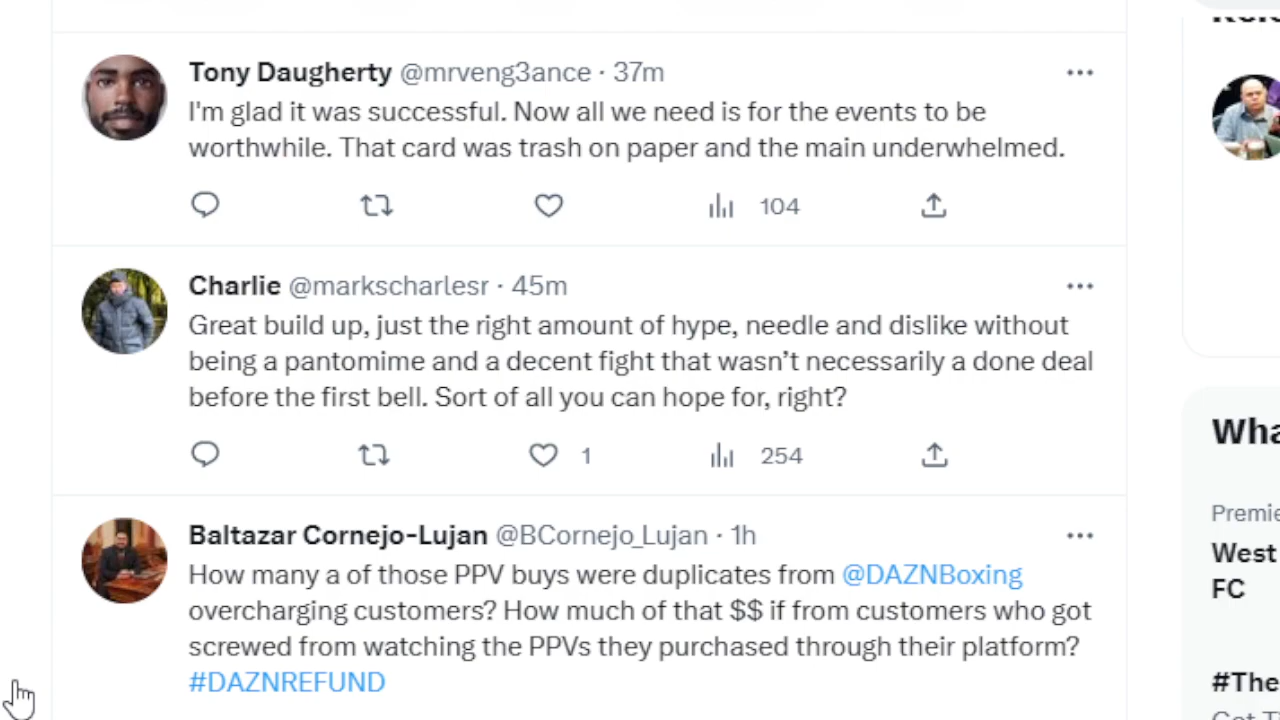 Tony Daugherty @mrveng3ance · 37m
I'm glad it was successful. Now all we need is for the events to be
worthwhile. That card was trash on paper and the main underwhelmed.
104
Charlie @markscharlesr · 45m
Great build up, just the right amount of hype, needle and dislike without
being a pantomime and a decent fight that wasn’t necessarily a done deal
before the first bell. Sort of all you can hope for, right?
1 254
Baltazar Cornejo-Lujan @BCornejo_Lujan · 1h
How many a of those PPV buys were duplicates from @DAZNBoxing
overcharging customers? How much of that $$ if from customers who got
screwed from watching the PPVs they purchased through their platform?
#DAZNREFUND
Wha
Premie
West
FC
#The